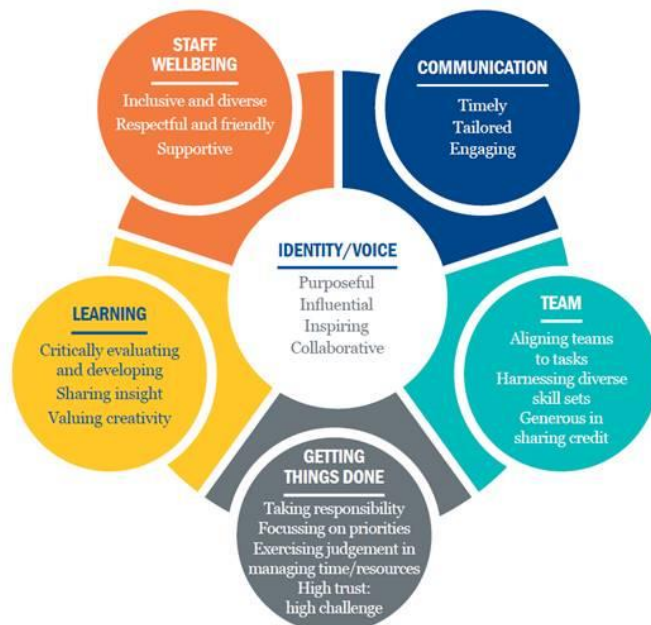 STAFF
WELLBEING
Inclusive and diverse
Respectful and friendly
Supportive
COMMUNICATION
Timely
Tailored
Engaging
IDENTITY/VOICE
Purposeful
Influential
Inspiring
Collaborative
LEARNING
Critically evaluating
and developing
Sharing insight
Valuing creativity
TEAM
Aligning teams
to tasks
Harnessing diverse
skill sets
Generous in
sharing credit
GETTING
THINGS DONE
Taking responsibility
Focussing on priorities
Exercising judgement in
managing time/resources
High trust:
high challenge